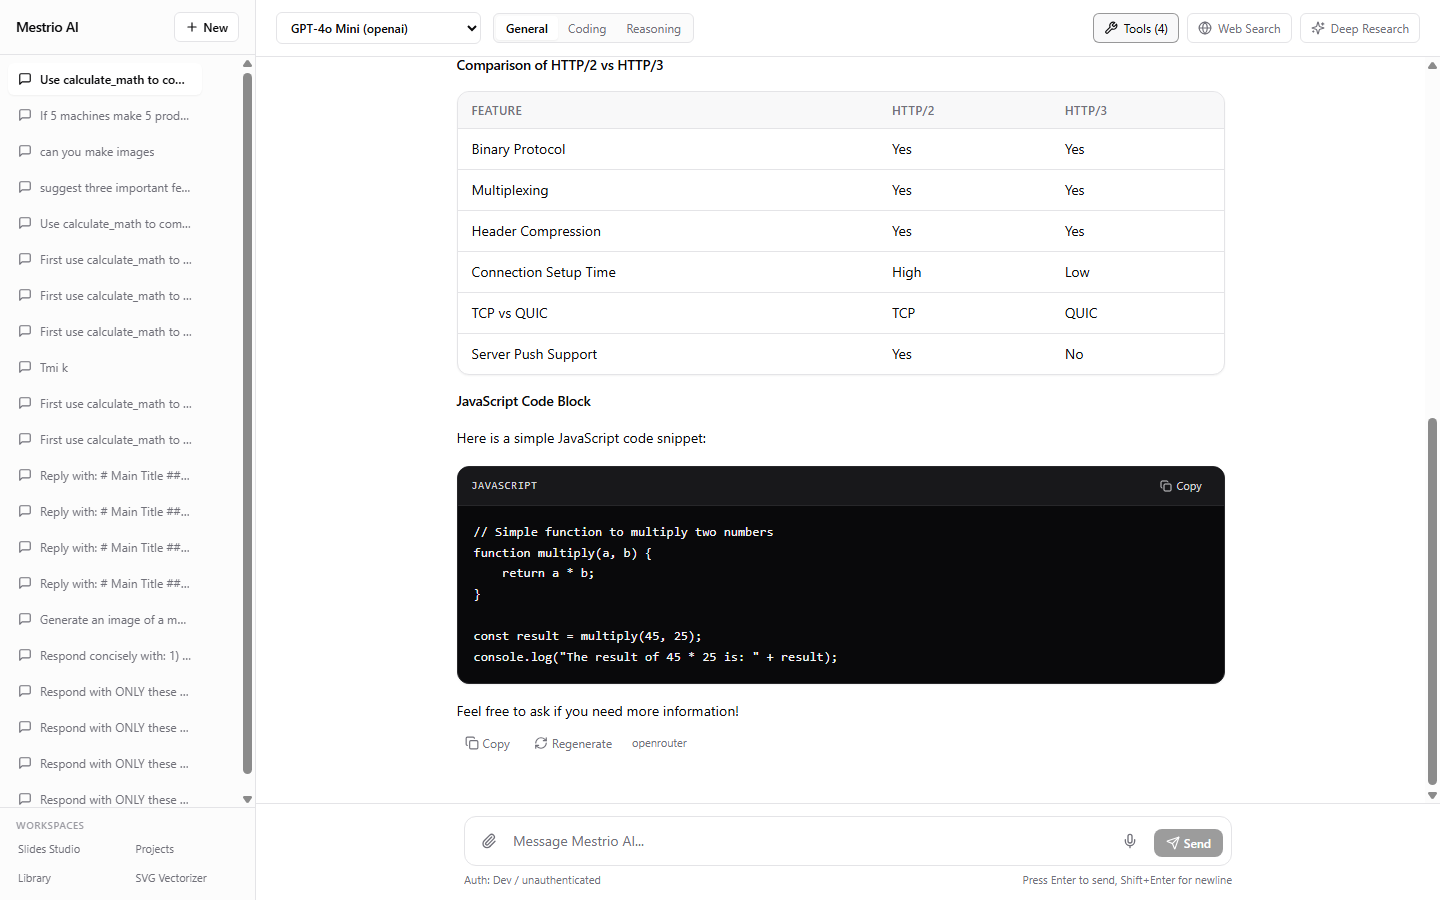 Mestrio AI
New
Use calculate_math to co...
If 5 machines make 5 prod...
can you make images
suggest three important fe...
Use calculate_math to com...
First use calculate_math to ...
First use calculate_math to ...
First use calculate_math to ...
Tmi k
First use calculate_math to ...
First use calculate_math to ...
Reply with: # Main Title ##...
Reply with: # Main Title ##...
Reply with: # Main Title ##...
Reply with: # Main Title ##...
Generate an image of a m...
Respond concisely with: 1) ...
Respond with ONLY these ...
Respond with ONLY these ...
Respond with ONLY these ...
Respond with ONLY these ...
WORKSPACES
Slides Studio Projects
Library SVG Vectorizer
GPT-4o Mini (openai) General Coding Reasoning Tools (4) Web Search Deep Research
Comparison of HTTP/2 vs HTTP/3
FEATURE HTTP/2 HTTP/3
Binary Protocol Yes Yes
Multiplexing Yes Yes
Header Compression Yes Yes
Connection Setup Time High Low
TCP vs QUIC TCP QUIC
Server Push Support Yes No
JavaScript Code Block
Here is a simple JavaScript code snippet:
JAVASCRIPT Copy
// Simple function to multiply two numbers
function multiply(a, b) {
    return a * b;
}
const result = multiply(45, 25);
console.log("The result of 45 * 25 is: " + result);
Feel free to ask if you need more information!
Copy Regenerate openrouter
Message Mestrio AI...
Send
Auth: Dev / unauthenticated Press Enter to send, Shift+Enter for newline